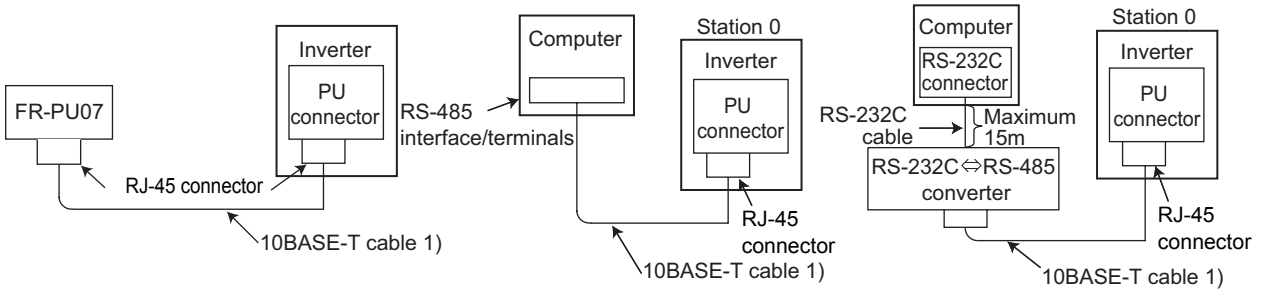 FR-PU07
Inverter
PU
connector
RJ-45 connector
10BASE-T cable 1)
Computer
RS-485
interface/terminals
Station 0
Inverter
PU
connector
RJ-45
connector
10BASE-T cable 1)
Computer
RS-232C
connector
RS-232C
cable
Maximum
15m
RS-232C⇔RS-485
converter
Station 0
Inverter
PU
connector
RJ-45
connector
10BASE-T cable 1)